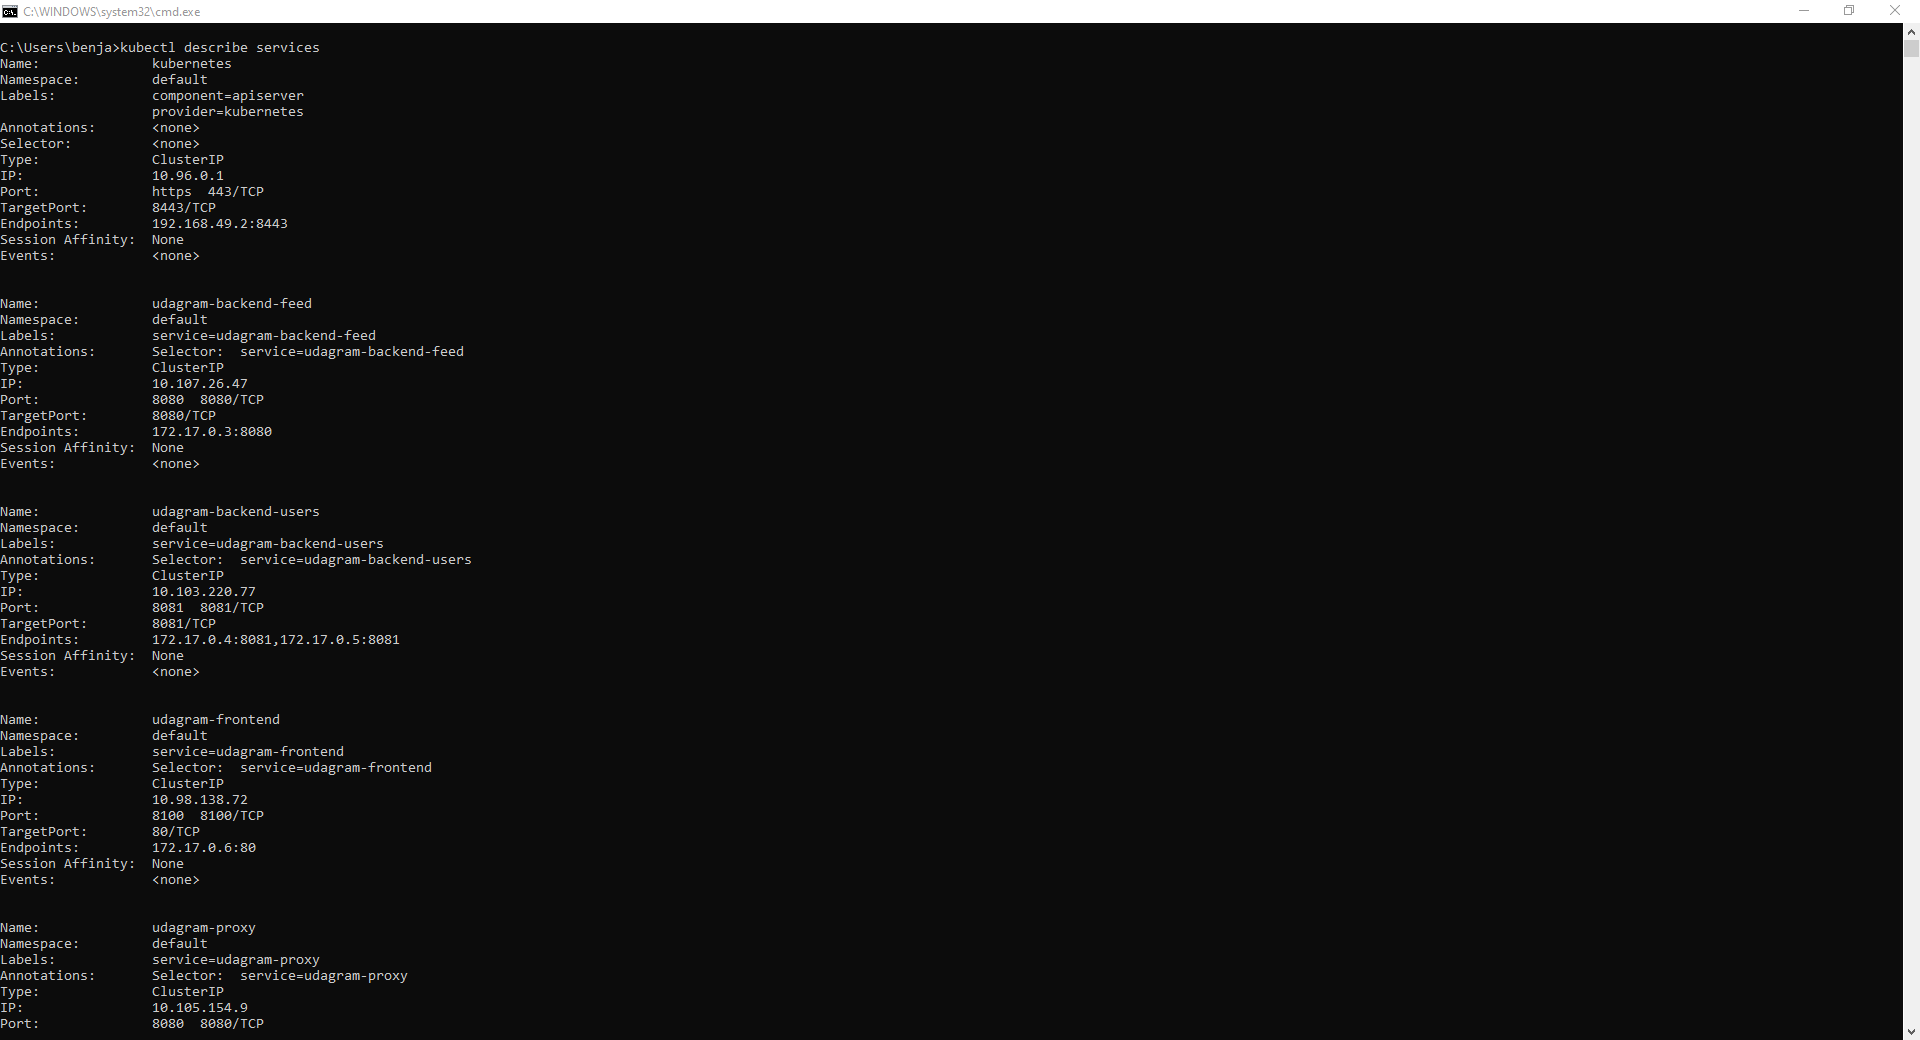 C:\WINDOWS\system32\cmd.exe
C:\Users\benja>kubectl describe services
Name:              kubernetes
Namespace:         default
Labels:            component=apiserver
                   provider=kubernetes
Annotations:       <none>
Selector:          <none>
Type:              ClusterIP
IP:                10.96.0.1
Port:              https  443/TCP
TargetPort:        8443/TCP
Endpoints:         192.168.49.2:8443
Session Affinity:  None
Events:            <none>
Name:              udagram-backend-feed
Namespace:         default
Labels:            service=udagram-backend-feed
Annotations:       Selector:  service=udagram-backend-feed
Type:              ClusterIP
IP:                10.107.26.47
Port:              8080  8080/TCP
TargetPort:        8080/TCP
Endpoints:         172.17.0.3:8080
Session Affinity:  None
Events:            <none>
Name:              udagram-backend-users
Namespace:         default
Labels:            service=udagram-backend-users
Annotations:       Selector:  service=udagram-backend-users
Type:              ClusterIP
IP:                10.103.220.77
Port:              8081  8081/TCP
TargetPort:        8081/TCP
Endpoints:         172.17.0.4:8081,172.17.0.5:8081
Session Affinity:  None
Events:            <none>
Name:              udagram-frontend
Namespace:         default
Labels:            service=udagram-frontend
Annotations:       Selector:  service=udagram-frontend
Type:              ClusterIP
IP:                10.98.138.72
Port:              8100  8100/TCP
TargetPort:        80/TCP
Endpoints:         172.17.0.6:80
Session Affinity:  None
Events:            <none>
Name:              udagram-proxy
Namespace:         default
Labels:            service=udagram-proxy
Annotations:       Selector:  service=udagram-proxy
Type:              ClusterIP
IP:                10.105.154.9
Port:              8080  8080/TCP